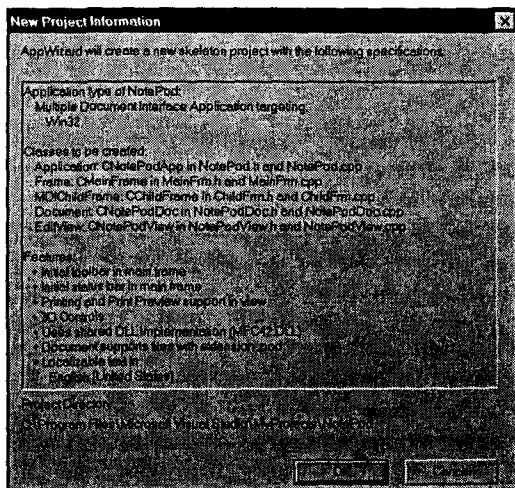 New Project Information
AppWizard will create a new skeleton project with the following specifications:
Application type of NotePod:
Multiple Document Interface Application targeting:
Win32
Classes to be created:
Application: CNotePodApp in NotePod.h and NotePod.cpp
Frame: CMainFrame in MainFrm.h and MainFrm.cpp
MDIChildFrame: CChildFrame in ChildFrm.h and ChildFrm.cpp
Document: CNotePodDoc in NotePodDoc.h and NotePodDoc.cpp
EditView: CNotePodView in NotePodView.h and NotePodView.cpp
Features:
• Initial toolbar in main frame
• Initial status bar in main frame
• Printing and Print Preview support in view
• 3D Controls
• Uses shared DLL implementation (MFC42.DLL)
• Document supports files with extension .pod
• Localizable text in:
English [United States]
Project Directory:
C:\Program Files\Microsoft Visual Studio\MyProjects\NotePod
OK
Cancel